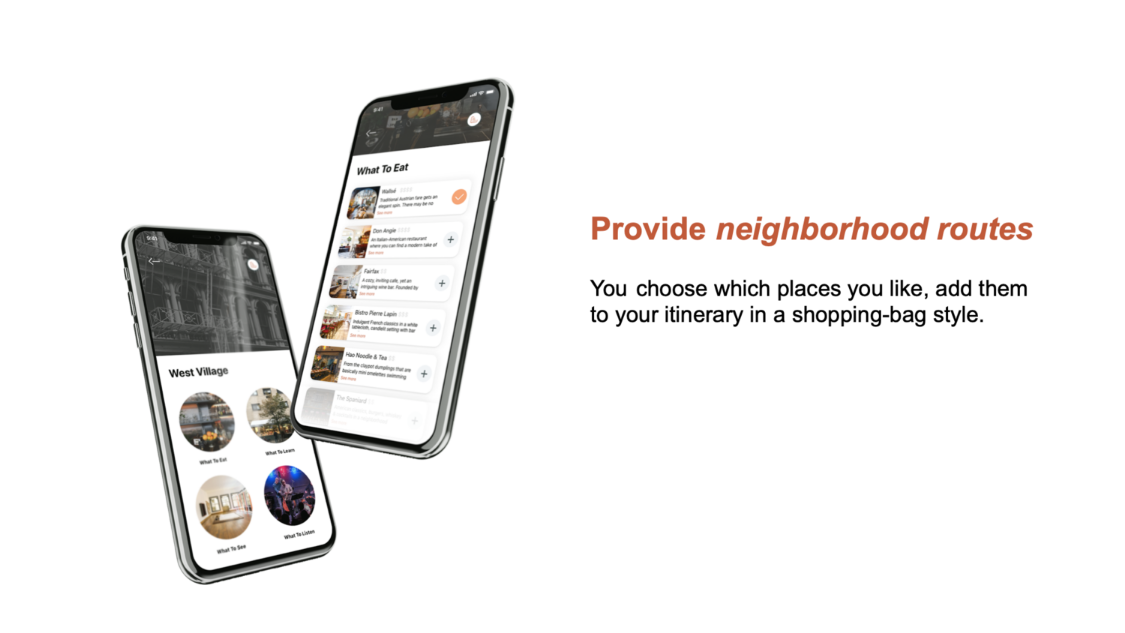 9:41
What To Eat
Wallsé $$$$
Traditional Austrian fare gets an
elegant spin. There may be no
See more
Don Angie $$$$
An Italian-American restaurant
where you can find a modern take of
See more
Fairfax $$
A cozy, inviting cafe, yet an
intriguing wine bar. Founded by
See more
Bistro Pierre Lapin $$$
Indulgent French classics in a white
tablecloth, candlelit setting with bar
See more
Hao Noodle & Tea $$
From the claypot dumplings that are
basically mini omelettes swimming
See more
The Spaniard
9:41
West Village
What To Eat
What To Learn
What To See
What To Listen
Provide neighborhood routes
You choose which places you like, add them
to your itinerary in a shopping-bag style.